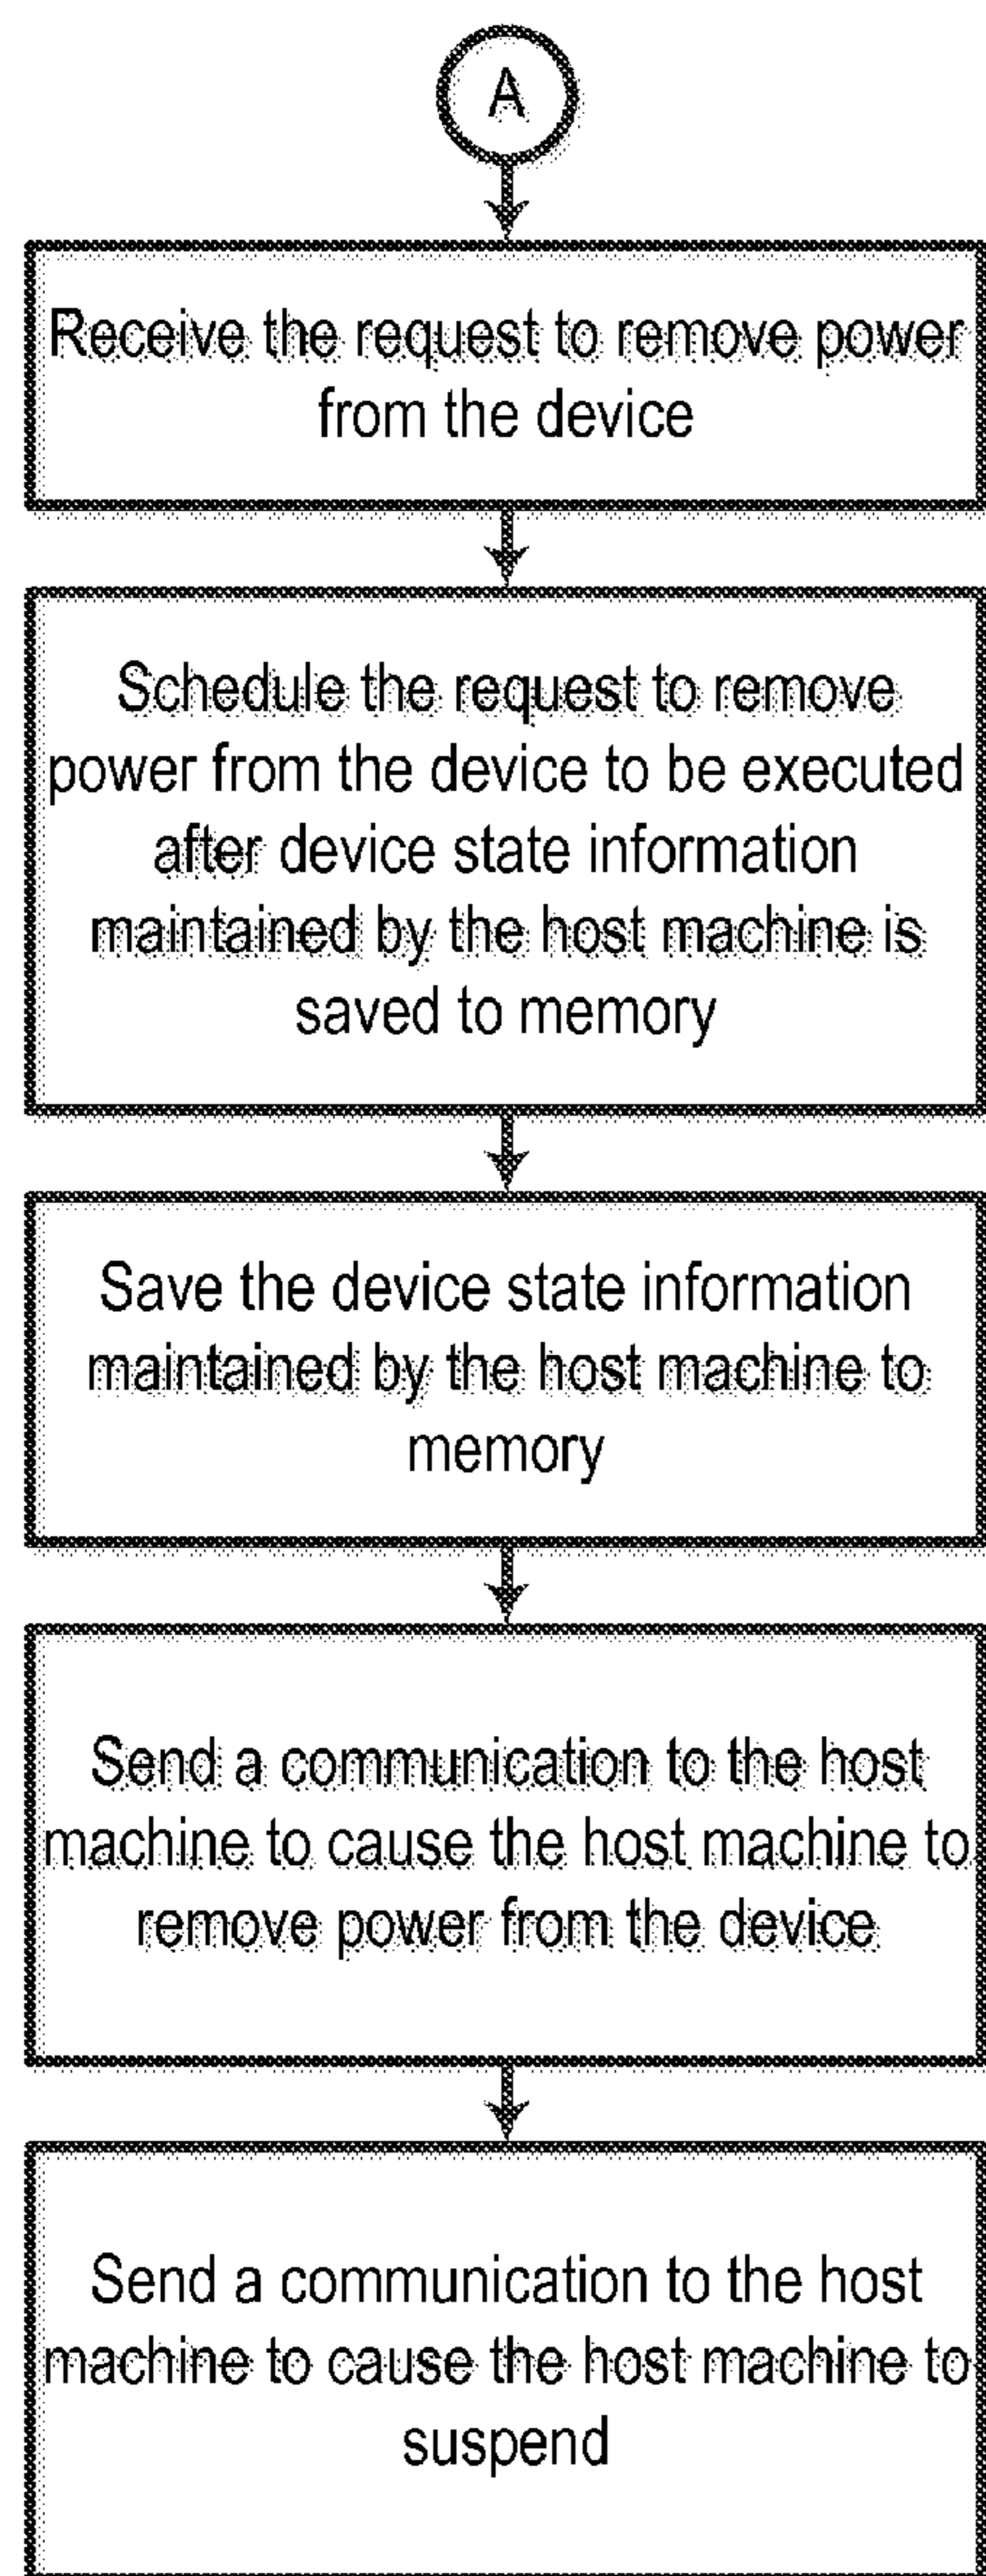 A
Receive the request to remove power
from the device
Schedule the request to remove
power from the device to be executed
after device state information
maintained by the host machine is
saved to memory
Save the device state information
maintained by the host machine to
memory
Send a communication to the host
machine to cause the host machine to
remove power from the device
Send a communication to the host
machine to cause the host machine to
suspend